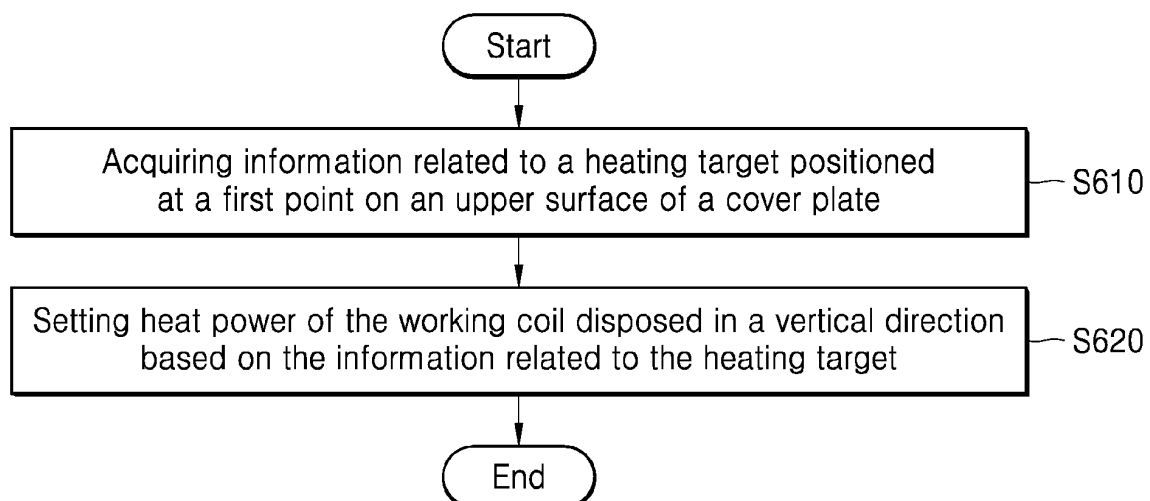 Start
Acquiring information related to a heating target positioned
at a first point on an upper surface of a cover plate
S610
Setting heat power of the working coil disposed in a vertical direction
based on the information related to the heating target
S620
End